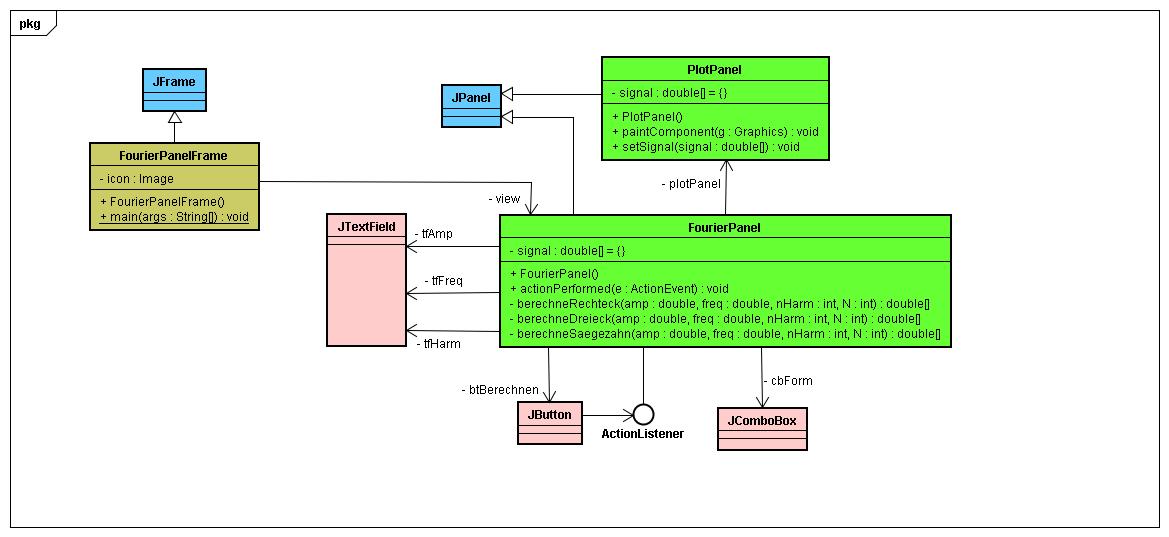 pkg
JFrame
FourierPanelFrame
- icon : Image
+ FourierPanelFrame()
+ main(args : String[]) : void
JPanel
PlotPanel
- signal : double[] = {}
+ PlotPanel()
+ paintComponent(g : Graphics) : void
+ setSignal(signal : double[]) : void
- plotPanel
- view
JTextField
- tfAmp
- tfFreq
- tfHarm
FourierPanel
- signal : double[] = {}
+ FourierPanel()
+ actionPerformed(e : ActionEvent) : void
- berechneRechteck(amp : double, freq : double, nHarm : int, N : int) : double[]
- berechneDreieck(amp : double, freq : double, nHarm : int, N : int) : double[]
- berechneSaegezahn(amp : double, freq : double, nHarm : int, N : int) : double[]
- btBerechnen
- cbForm
JButton
ActionListener
JComboBox